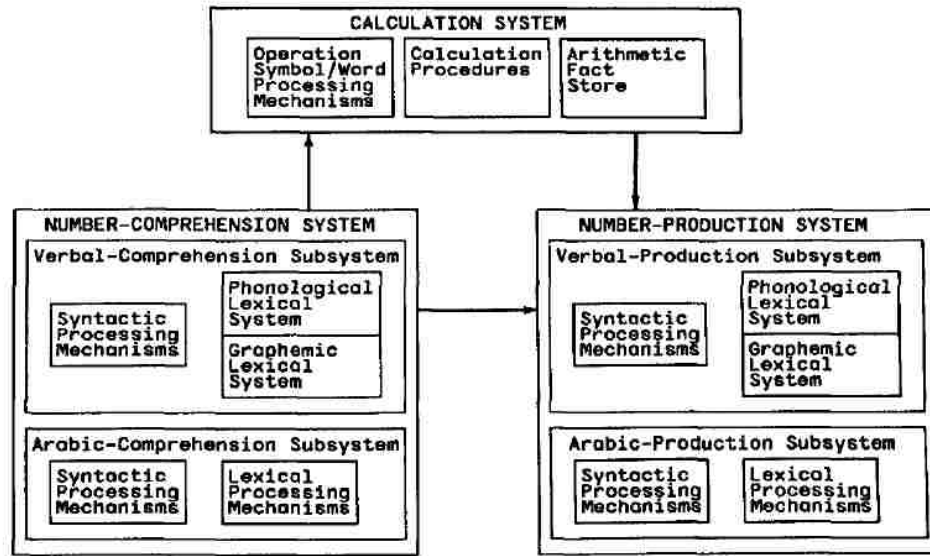 CALCULATION SYSTEM
Operation
Symbol/Word
Processing
Mechanisms
Calculation
Procedures
Arithmetic
Fact
Store
NUMBER-COMPREHENSION SYSTEM
Verbal-Comprehension Subsystem
Syntactic
Processing
Mechanisms
Phonological
Lexical
System
Graphemic
Lexical
System
Arabic-Comprehension Subsystem
Syntactic
Processing
Mechanisms
Lexical
Processing
Mechanisms
NUMBER-PRODUCTION SYSTEM
Verbal-Production Subsystem
Syntactic
Processing
Mechanisms
Phonological
Lexical
System
Graphemic
Lexical
System
Arabic-Production Subsystem
Syntactic
Processing
Mechanisms
Lexical
Processing
Mechanisms